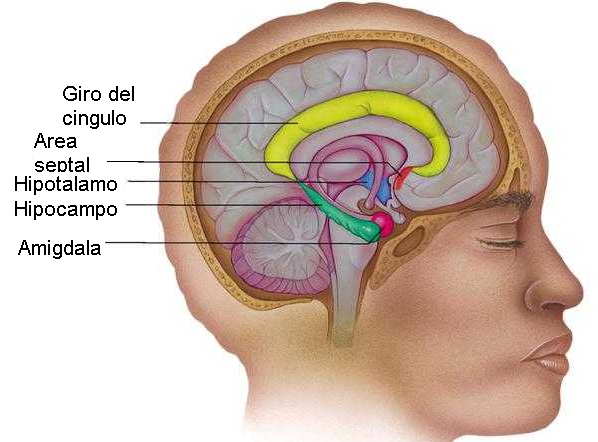 Giro del
cingulo
Area
septal
Hipotalamo
Hipocampo
Amigdala